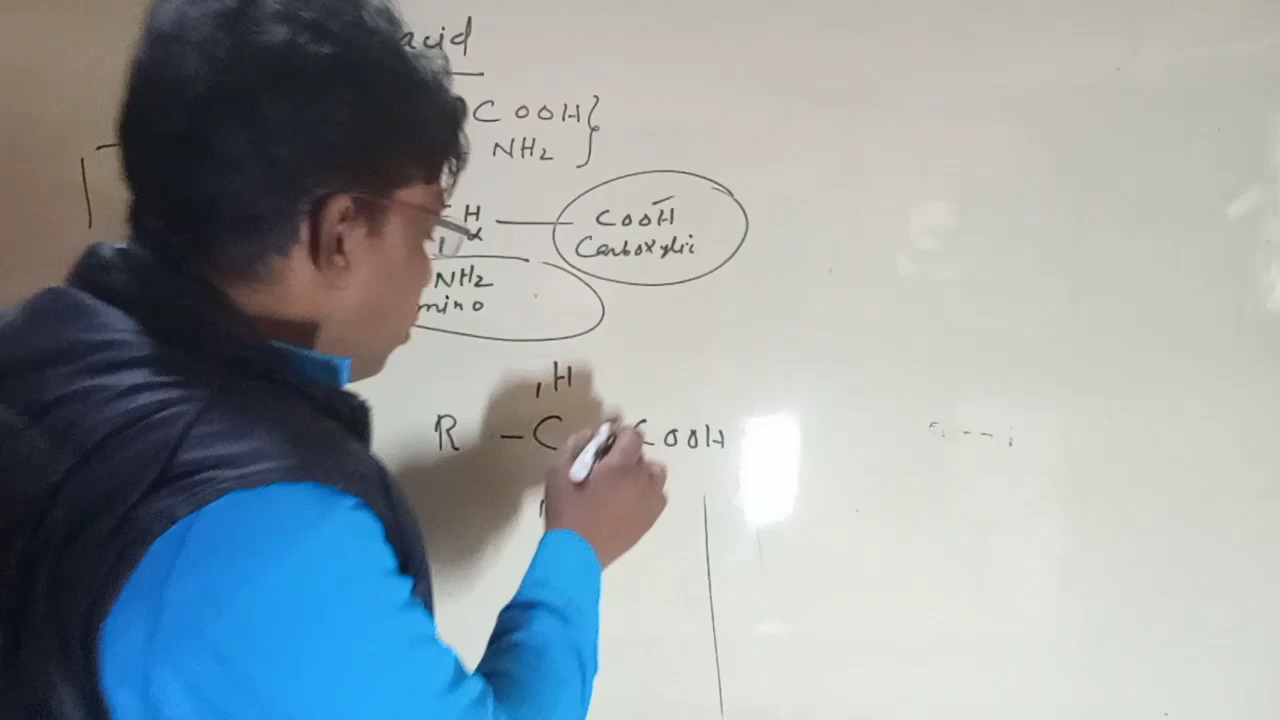 acid
COOH}
NH2
H — COOH
α Carboxylic
NH2
mino
H
R - C COOH